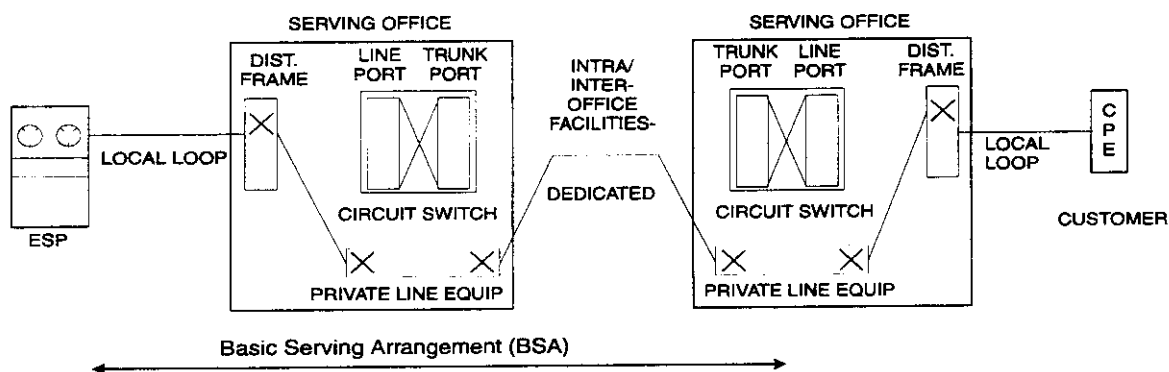 SERVING OFFICE
DIST.
FRAME
LINE
PORT
TRUNK
PORT
LOCAL LOOP
ESP
CIRCUIT SWITCH
PRIVATE LINE EQUIP
INTRA/
INTER-
OFFICE
FACILITIES-
DEDICATED
SERVING OFFICE
TRUNK
PORT
LINE
PORT
DIST.
FRAME
CIRCUIT SWITCH
PRIVATE LINE EQUIP
LOCAL
LOOP
C
P
E
CUSTOMER
Basic Serving Arrangement (BSA)